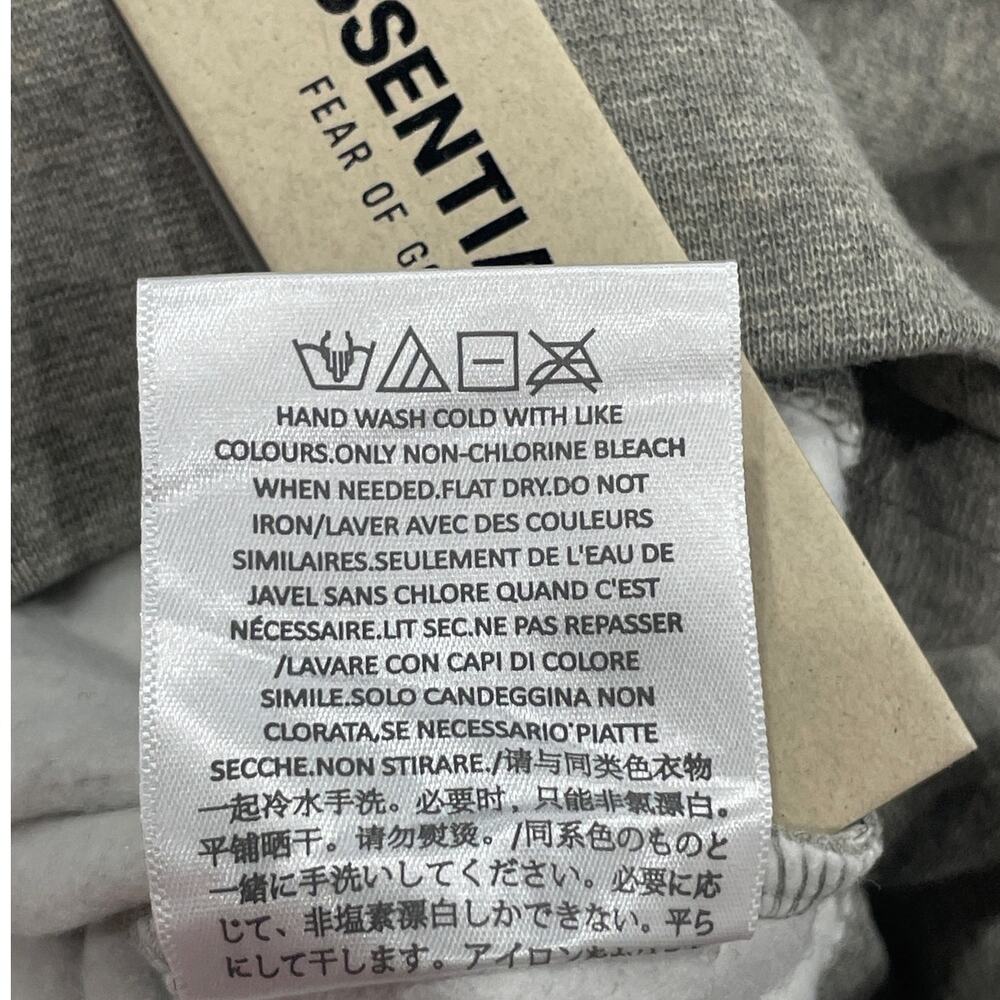 SSENTIA
FEAR OF G
HAND WASH COLD WITH LIKE
COLOURS.ONLY NON-CHLORINE BLEACH
WHEN NEEDED.FLAT DRY.DO NOT
IRON/LAVER AVEC DES COULEURS
SIMILAIRES.SEULEMENT DE L'EAU DE
JAVEL SANS CHLORE QUAND C'EST
NÉCESSAIRE.LIT SEC.NE PAS REPASSER
/LAVARE CON CAPI DI COLORE
SIMILE.SOLO CANDEGGINA NON
CLORATA,SE NECESSARIO PIATTE
SECCHE.NON STIRARE./请与同类色衣物
一起冷水手洗。必要时，只能非氯漂白。
平铺晒干。请勿熨烫。/同系色のものと
一緒に手洗いしてください。必要に応
じて、非塩素漂白しかできない。平ら
にして干します。アイロン